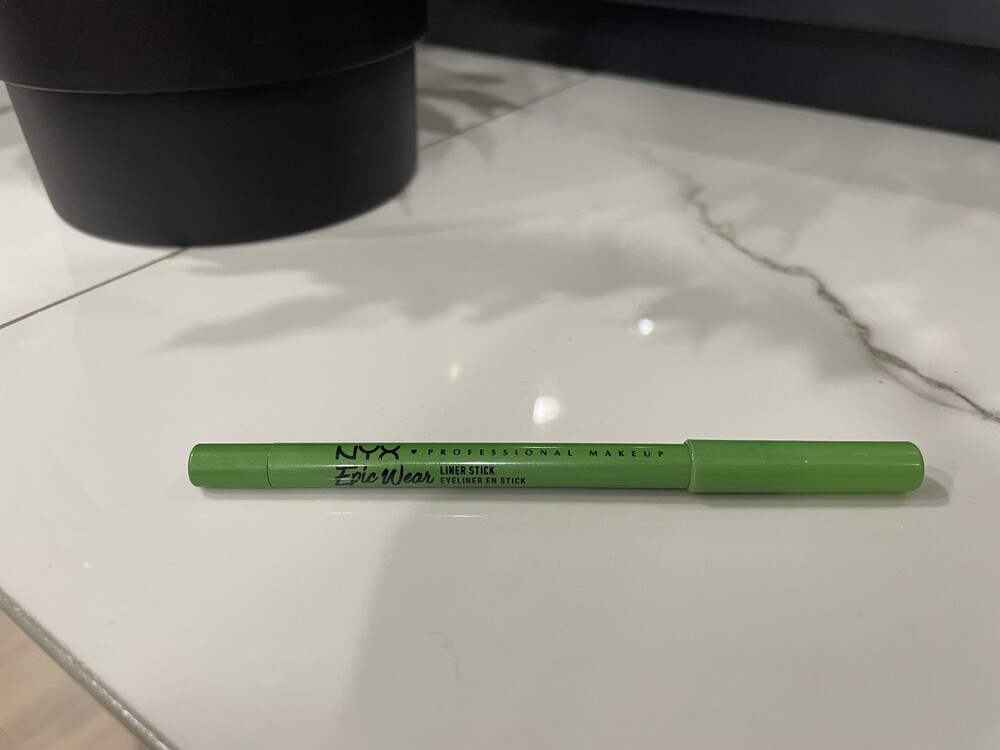 NYX ♥ PROFESSIONAL MAKEUP
Epic Wear LINER STICK
EYELINER EN STICK